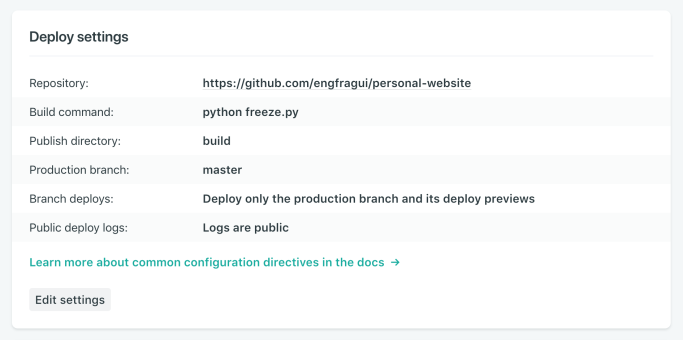 Deploy settings
Repository: https://github.com/engfragui/personal-website
Build command: python freeze.py
Publish directory: build
Production branch: master
Branch deploys: Deploy only the production branch and its deploy previews
Public deploy logs: Logs are public
Learn more about common configuration directives in the docs →
Edit settings